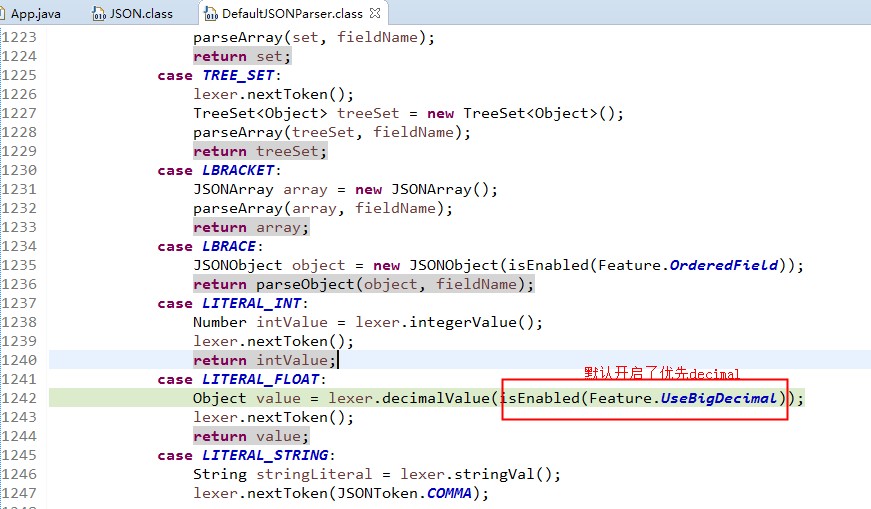 App.java JSON.class DefaultJSONParser.class
1223 parseArray(set, fieldName);
1224 return set;
1225 case TREE_SET:
1226 lexer.nextToken();
1227 TreeSet<Object> treeSet = new TreeSet<Object>();
1228 parseArray(treeSet, fieldName);
1229 return treeSet;
1230 case LBRACKET:
1231 JSONArray array = new JSONArray();
1232 parseArray(array, fieldName);
1233 return array;
1234 case LBRACE:
1235 JSONObject object = new JSONObject(isEnabled(Feature.OrderedField));
1236 return parseObject(object, fieldName);
1237 case LITERAL_INT:
1238 Number intValue = lexer.integerValue();
1239 lexer.nextToken();
1240 return intValue;
默认开启了优先decimal
1241 case LITERAL_FLOAT:
1242 Object value = lexer.decimalValue(isEnabled(Feature.UseBigDecimal));
1243 lexer.nextToken();
1244 return value;
1245 case LITERAL_STRING:
1246 String stringLiteral = lexer.stringVal();
1247 lexer.nextToken(JSONToken.COMMA);